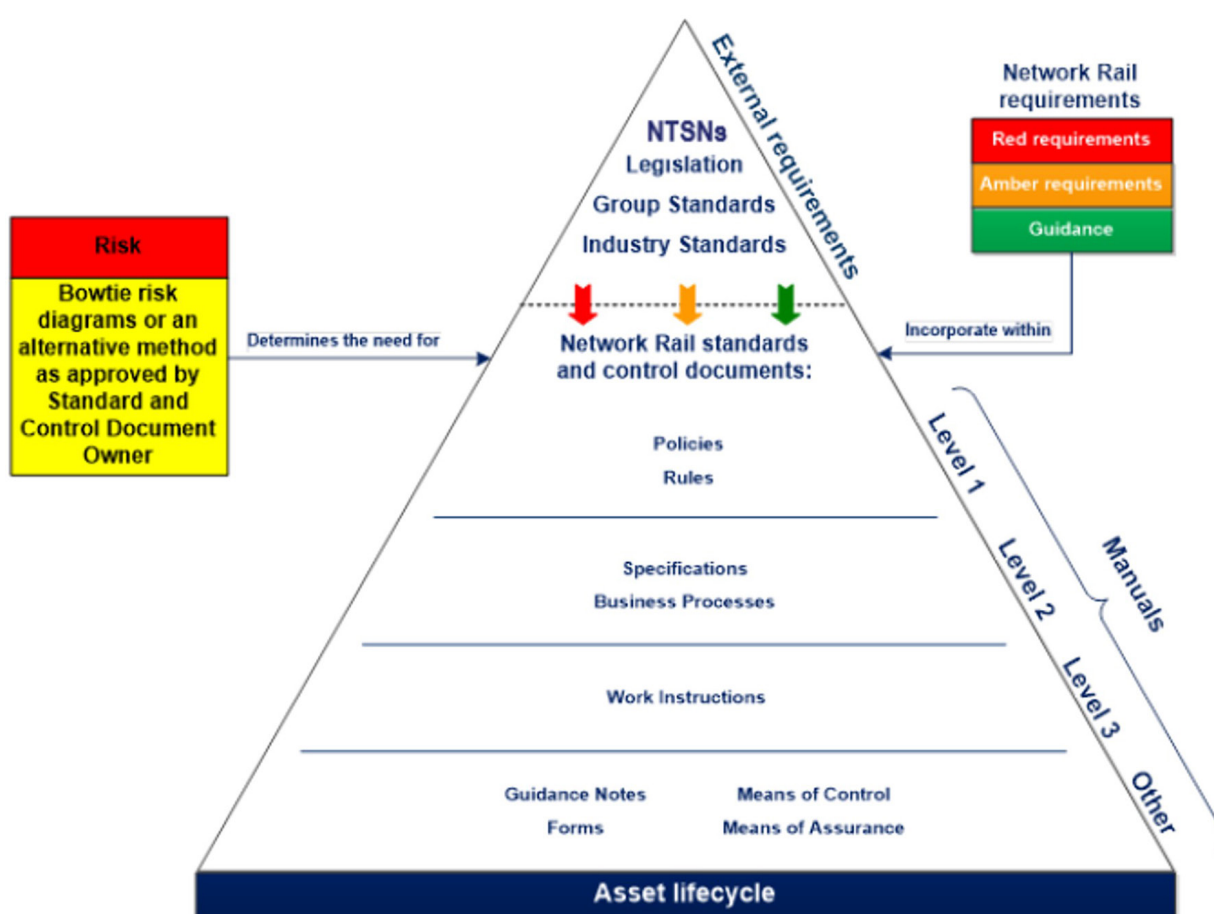 External requirements
NTSNs
Legislation
Group Standards
Industry Standards
Network Rail
requirements
Red requirements
Amber requirements
Guidance
Incorporate within
Risk
Bowtie risk
diagrams or an
alternative method
as approved by
Standard and
Control Document
Owner
Determines the need for
Network Rail standards
and control documents:
Policies
Rules
Level 1
Specifications
Business Processes
Level 2
Manuals
Work Instructions
Level 3
Guidance Notes
Means of Control
Forms
Means of Assurance
Other
Asset lifecycle